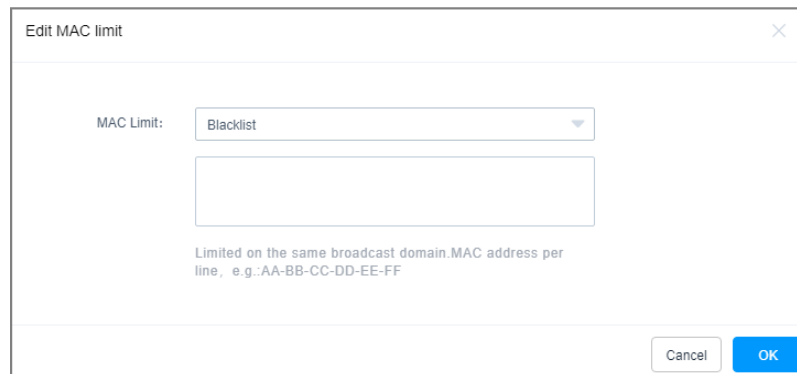 Edit MAC limit
MAC Limit:
Blacklist
Limited on the same broadcast domain.MAC address per
line, e.g.:AA-BB-CC-DD-EE-FF
Cancel
OK